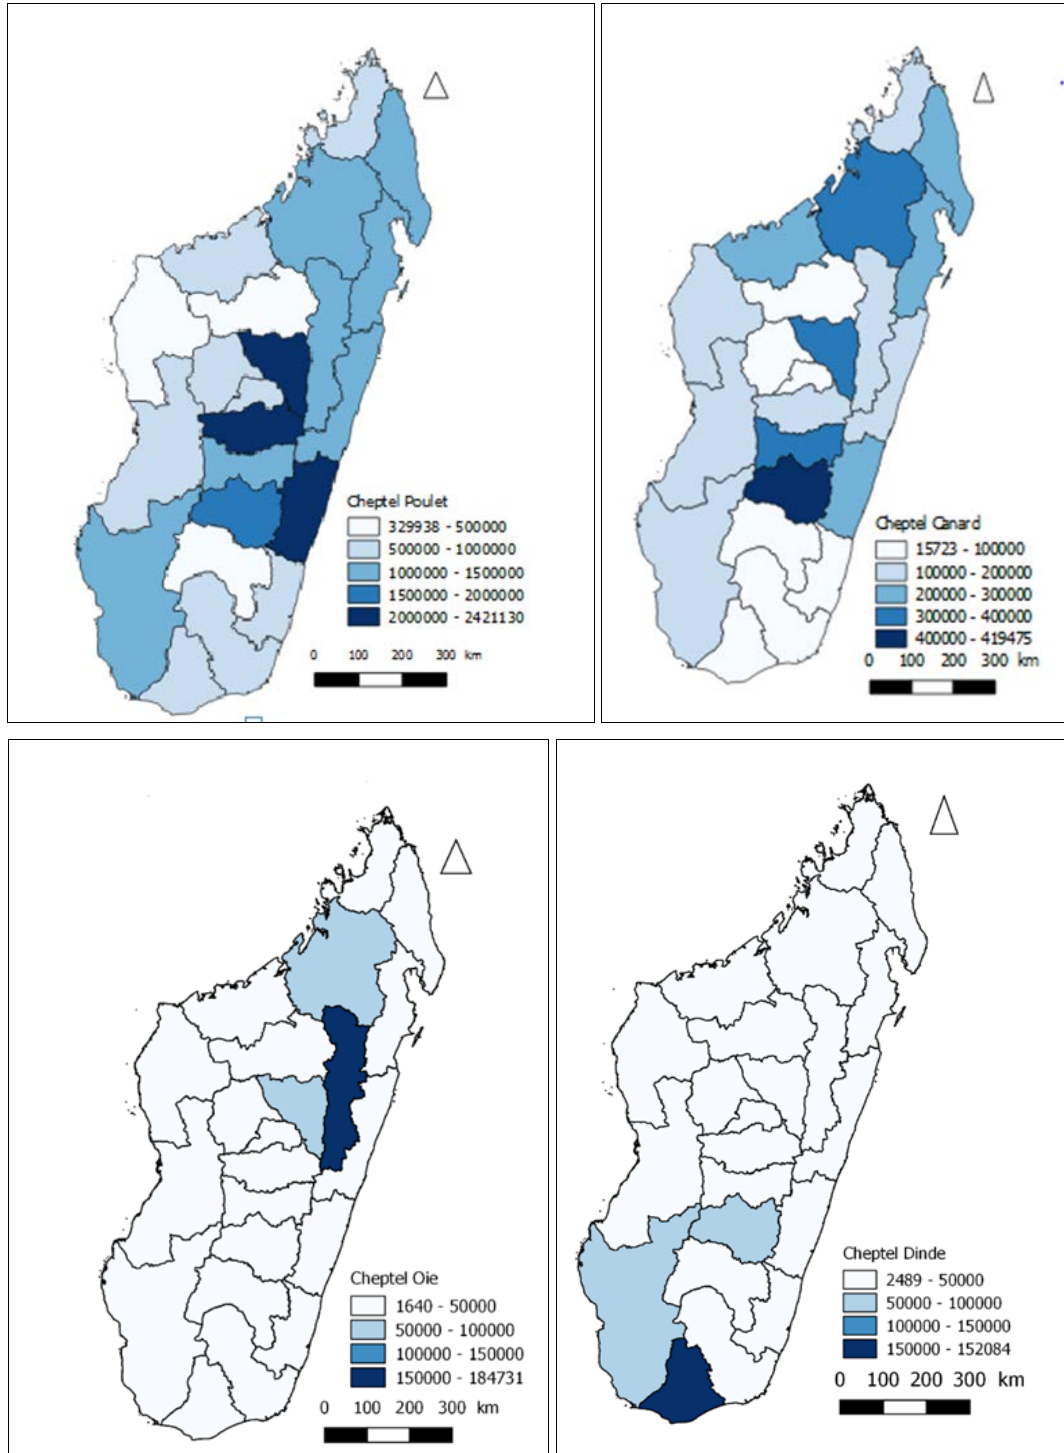 Cheptel Poulet
329938 - 500000
500000 - 1000000
1000000 - 1500000
1500000 - 2000000
2000000 - 2421130
0 100 200 300 km
Cheptel Canard
15723 - 100000
100000 - 200000
200000 - 300000
300000 - 400000
400000 - 419475
0 100 200 300 km
Cheptel Oie
1640 - 50000
50000 - 100000
100000 - 150000
150000 - 184731
0 100 200 300 km
Cheptel Dinde
2489 - 50000
50000 - 100000
100000 - 150000
150000 - 152084
0 100 200 300 km